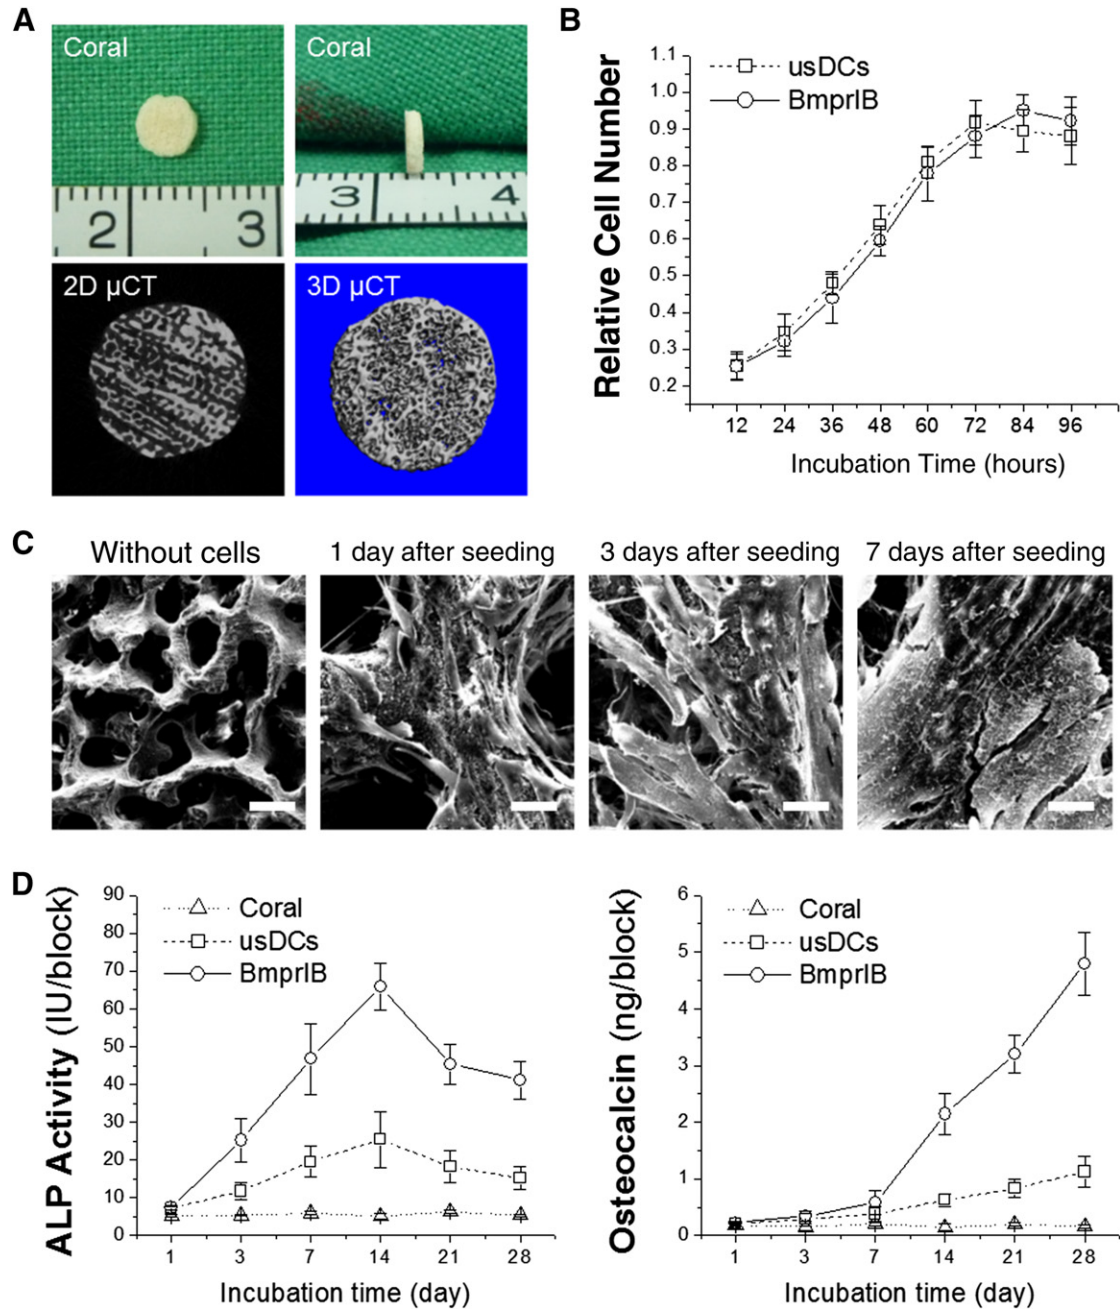 A
Coral
Coral
2
3
3
4
2D µCT
3D µCT
B
usDCs
BmprIB
Relative Cell Number
1.1
1.0
0.9
0.8
0.7
0.6
0.5
0.4
0.3
0.2
12 24 36 48 60 72 84 96
Incubation Time (hours)
C
Without cells
1 day after seeding
3 days after seeding
7 days after seeding
D
ALP Activity (IU/block)
90
80
70
60
50
40
30
20
10
0
Coral
usDCs
BmprIB
1 3 7 14 21 28
Incubation time (day)
Osteocalcin (ng/block)
6
5
4
3
2
1
0
Coral
usDCs
BmprIB
1 3 7 14 21 28
Incubation time (day)